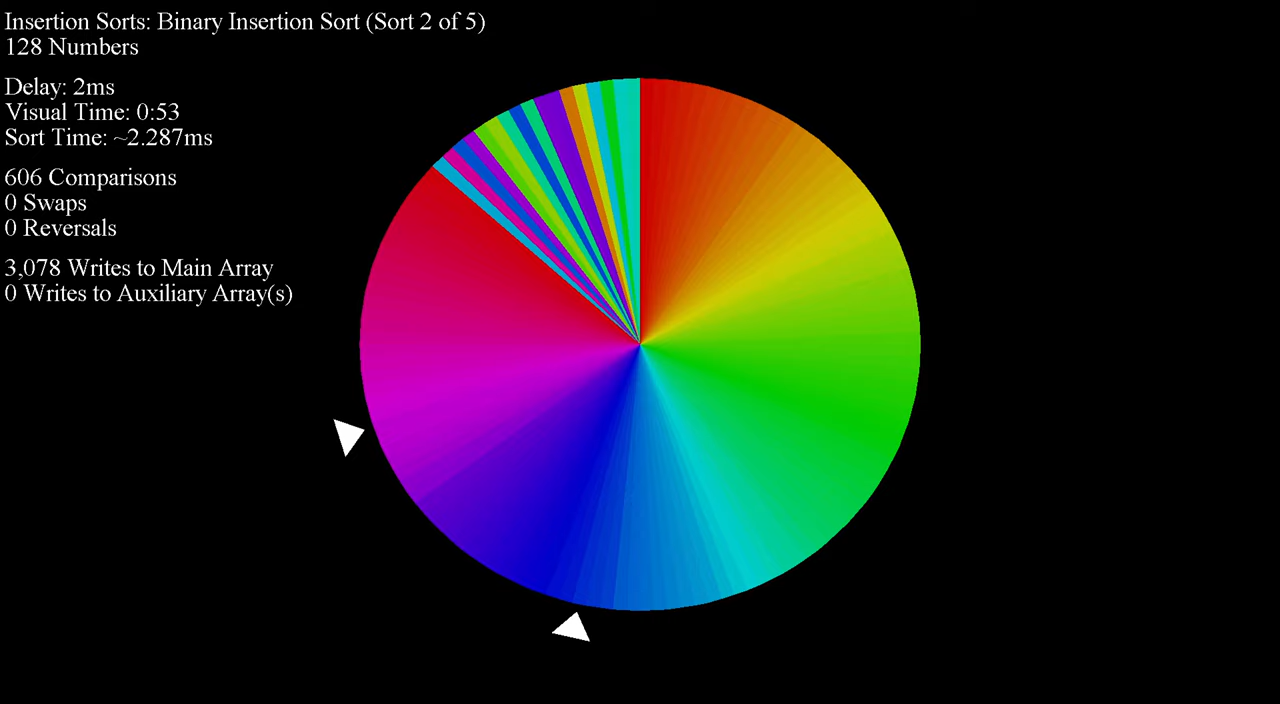 Insertion Sorts: Binary Insertion Sort (Sort 2 of 5)
128 Numbers
Delay: 2ms
Visual Time: 0:53
Sort Time: ~2.287ms
606 Comparisons
0 Swaps
0 Reversals
3,078 Writes to Main Array
0 Writes to Auxiliary Array(s)